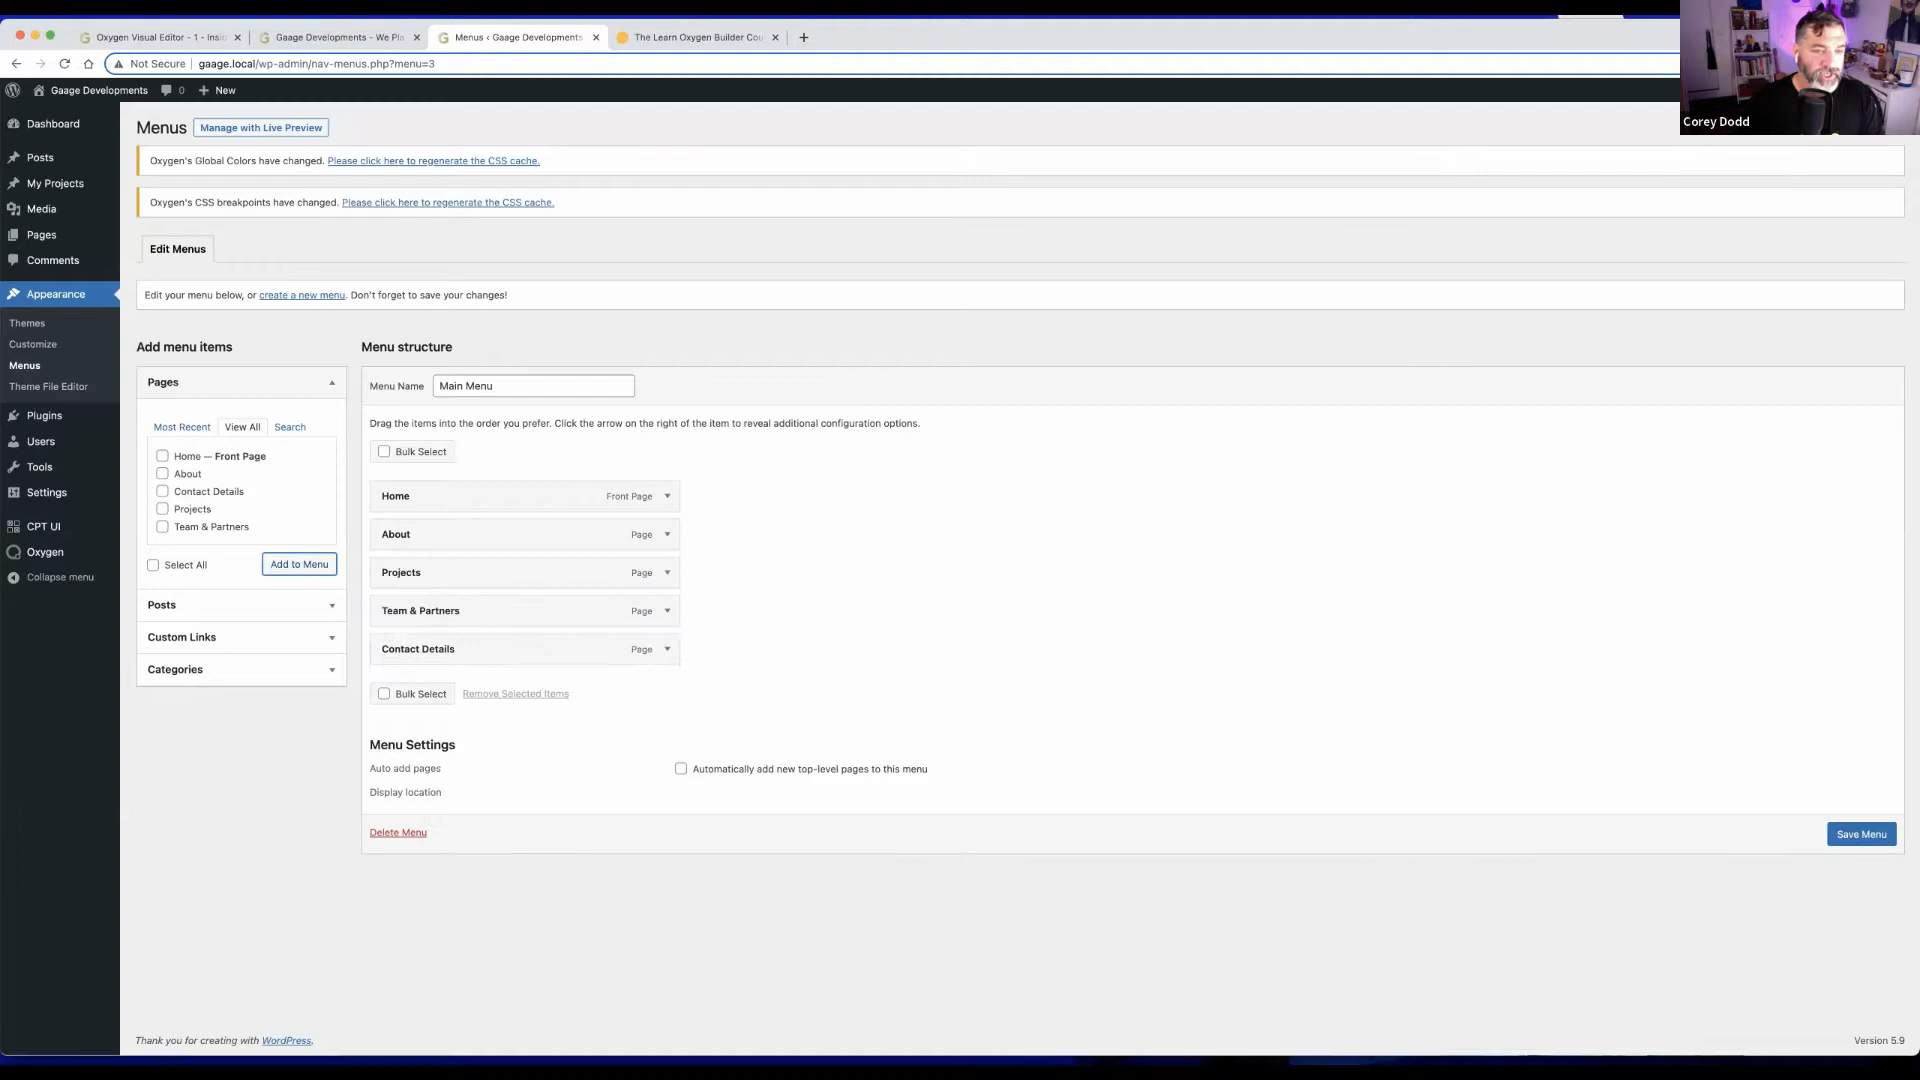 Oxygen Visual Editor - 1 - Insi
Gaage Developments - We Pla
Menus ‹ Gaage Developments
The Learn Oxygen Builder Cou
Not Secure
gaage.local/wp-admin/nav-menus.php?menu=3
Corey Dodd
Gaage Developments
0
New
Dashboard
Posts
My Projects
Media
Pages
Comments
Appearance
Themes
Customize
Menus
Theme File Editor
Plugins
Users
Tools
Settings
CPT UI
Oxygen
Collapse menu
Menus
Manage with Live Preview
Oxygen's Global Colors have changed. Please click here to regenerate the CSS cache.
Oxygen's CSS breakpoints have changed. Please click here to regenerate the CSS cache.
Edit Menus
Edit your menu below, or create a new menu. Don't forget to save your changes!
Add menu items
Pages
Most Recent
View All
Search
Home — Front Page
About
Contact Details
Projects
Team & Partners
Select All
Add to Menu
Posts
Custom Links
Categories
Menu structure
Menu Name
Main Menu
Drag the items into the order you prefer. Click the arrow on the right of the item to reveal additional configuration options.
Bulk Select
Home Front Page
About Page
Projects Page
Team & Partners Page
Contact Details Page
Bulk Select
Remove Selected Items
Menu Settings
Auto add pages
Automatically add new top-level pages to this menu
Display location
Delete Menu
Save Menu
Thank you for creating with WordPress.
Version 5.9